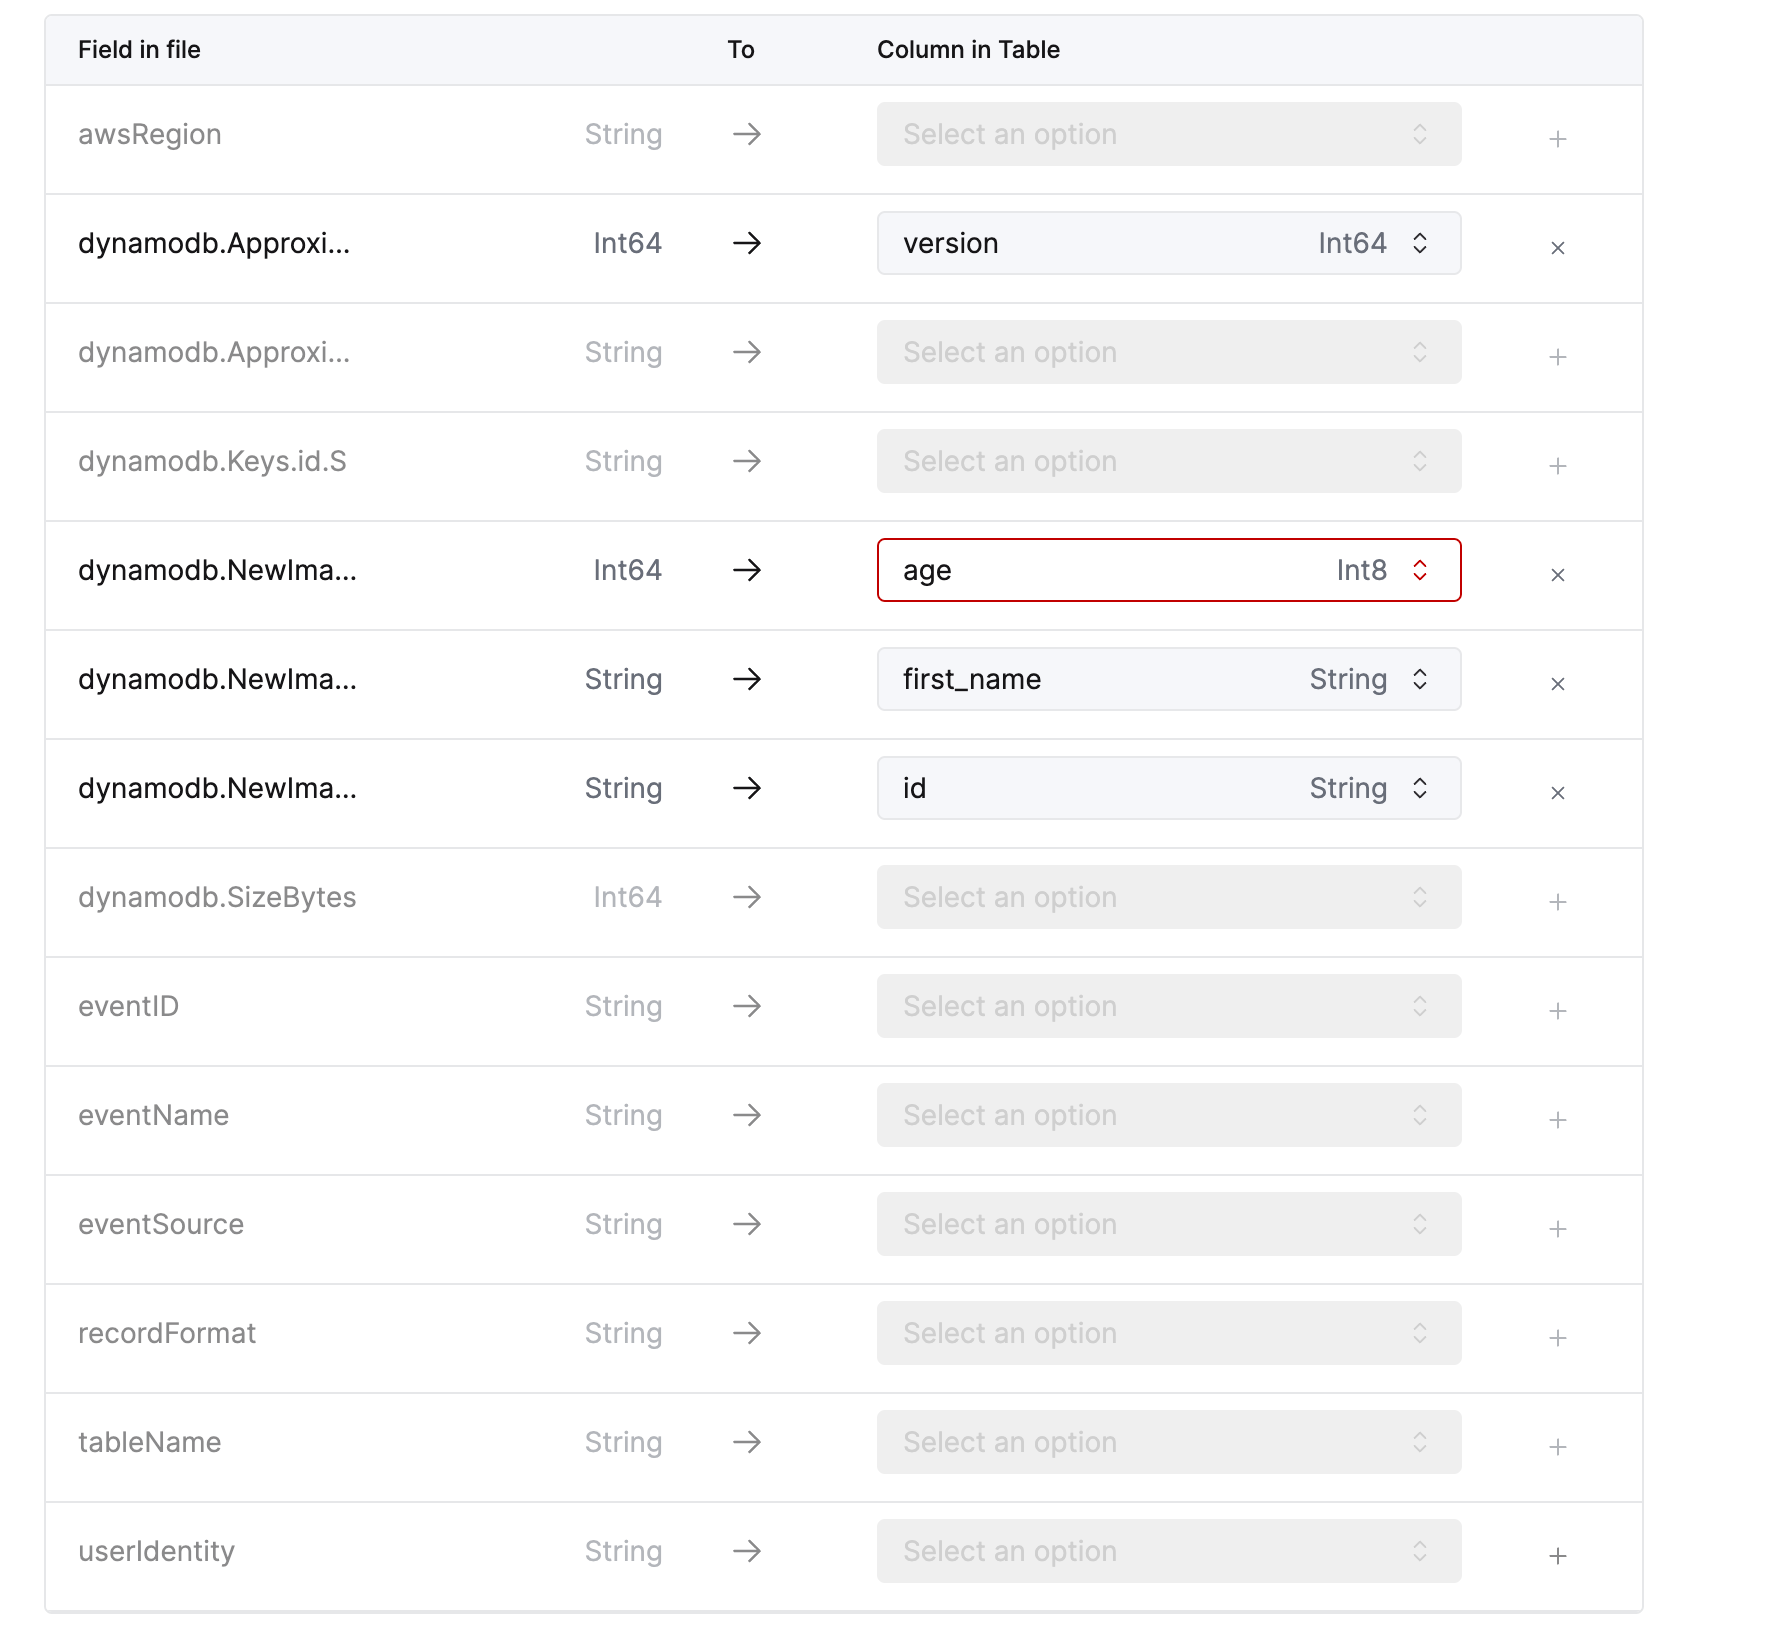 Field in file To Column in Table
awsRegion String → Select an option +
dynamodb.Approxi... Int64 → version Int64 ×
dynamodb.Approxi... String → Select an option +
dynamodb.Keys.id.S String → Select an option +
dynamodb.NewIma... Int64 → age Int8 ×
dynamodb.NewIma... String → first_name String ×
dynamodb.NewIma... String → id String ×
dynamodb.SizeBytes Int64 → Select an option +
eventID String → Select an option +
eventName String → Select an option +
eventSource String → Select an option +
recordFormat String → Select an option +
tableName String → Select an option +
userIdentity String → Select an option +